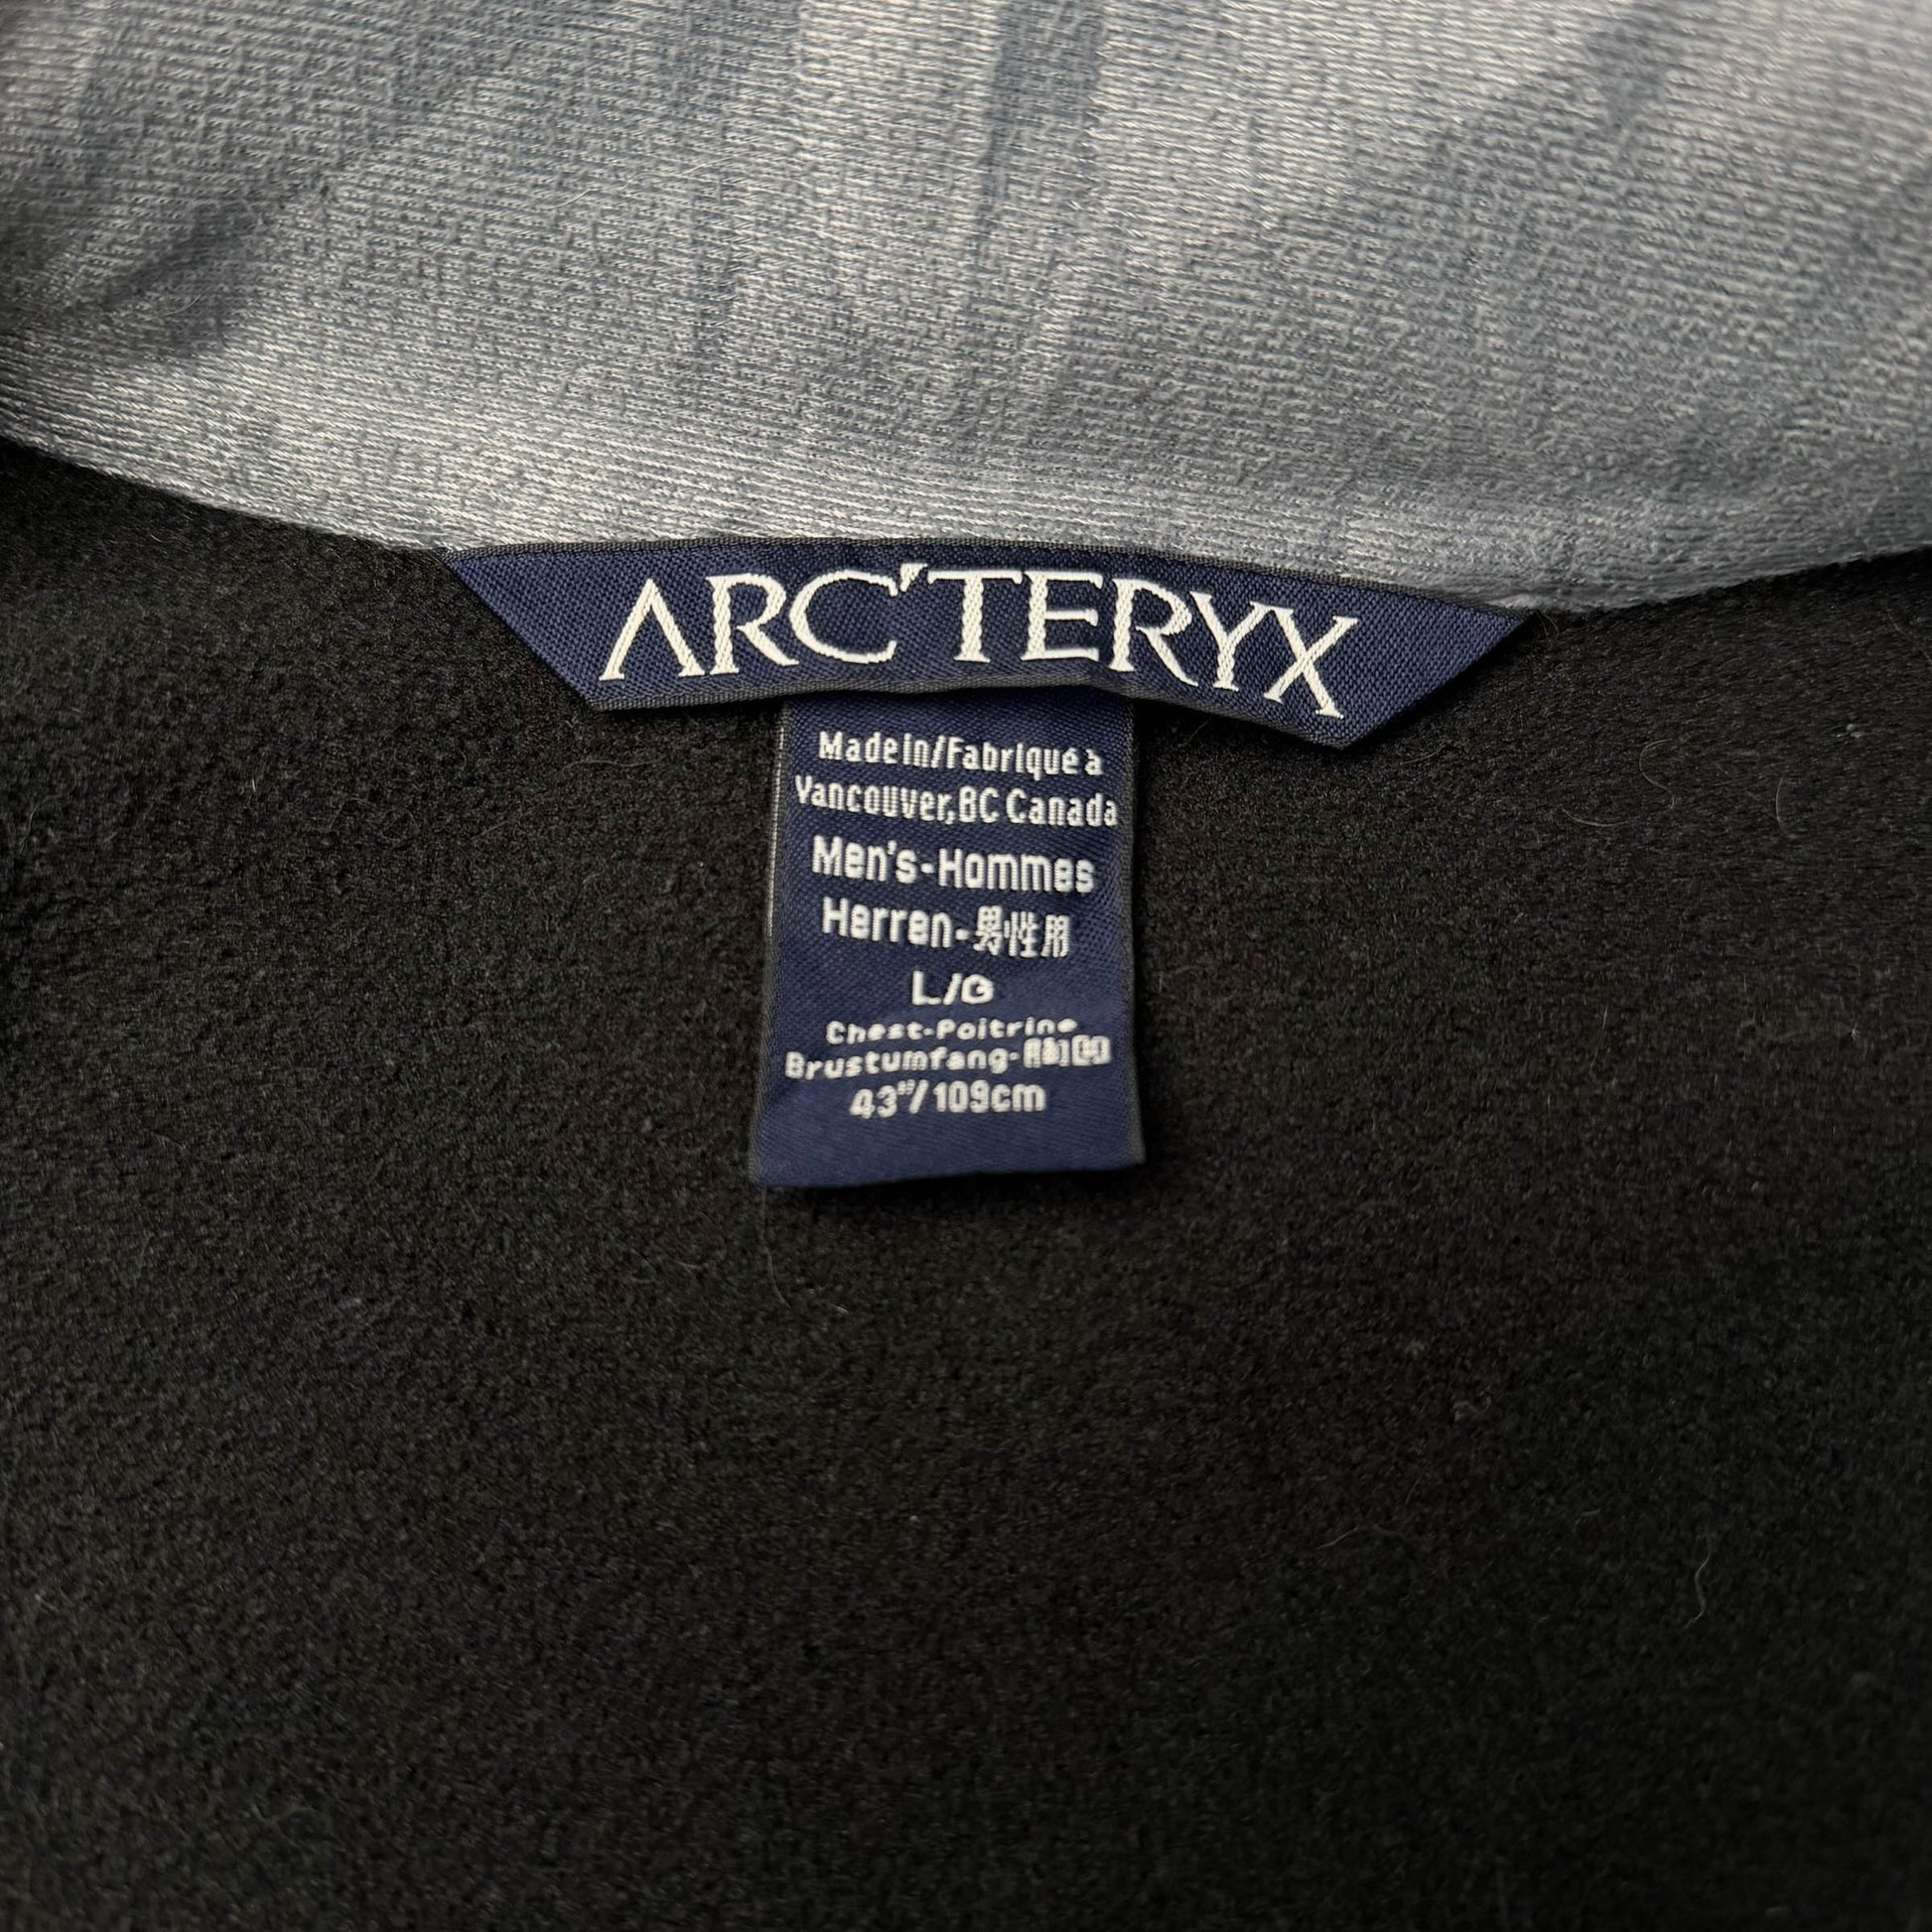 ARC'TERYX
Made in/Fabriqué à
Vancouver, BC Canada
Men's-Hommes
Herren-男性用
L/G
Chest-Poitrine
Brustumfang-
43"/109cm